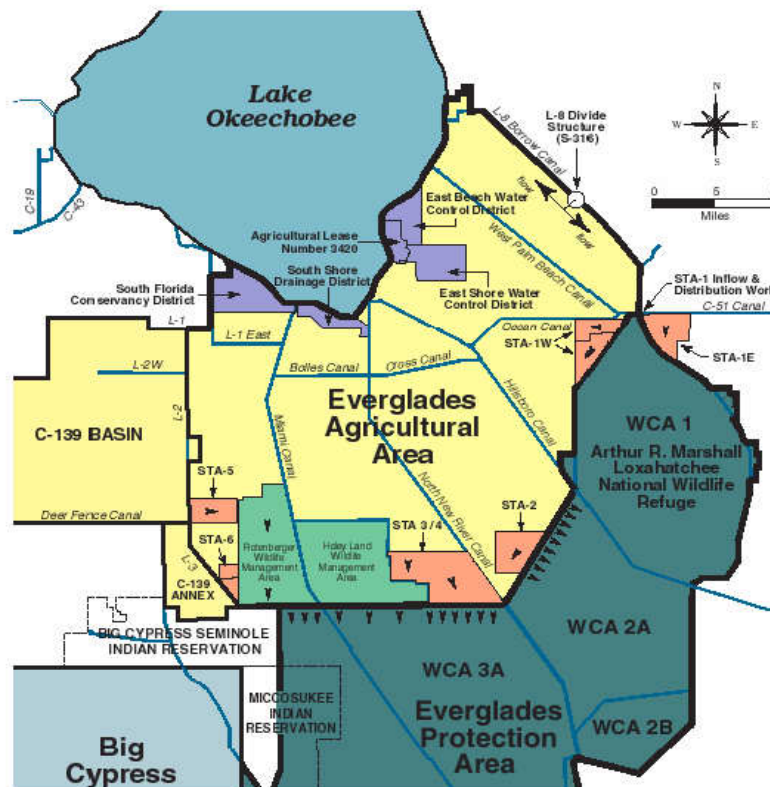 Lake
Okeechobee
L-8 Divide
Structure
(S-316)
N
W
E
S
0
5
Miles
L-8 Borrow Canal
flow
flow
C-19
C-43
East Beach Water
Control District
Agricultural Lease
Number 3420
South Shore
Drainage District
South Florida
Conservancy District
East Shore Water
Control District
West Palm Beach Canal
STA-1 Inflow &
Distribution Work
C-51 Canal
L-1
L-1 East
Ocean Canal
STA-1W
STA-1E
L-2W
L-2
Bolles Canal
Cross Canal
Hillsboro Canal
Everglades
Agricultural
Area
C-139 BASIN
Miami Canal
North New River Canal
WCA 1
Arthur R. Marshall
Loxahatchee
National Wildlife
Refuge
STA-5
Deer Fence Canal
STA-6
L-3
C-139
ANNEX
Rotenberger
Wildlife
Management
Area
Holey Land
Wildlife
Management
Area
STA 3/4
STA-2
BIG CYPRESS SEMINOLE
INDIAN RESERVATION
MICCOSUKEE
INDIAN
RESERVATION
Big
Cypress
WCA 3A
WCA 2A
WCA 2B
Everglades
Protection
Area